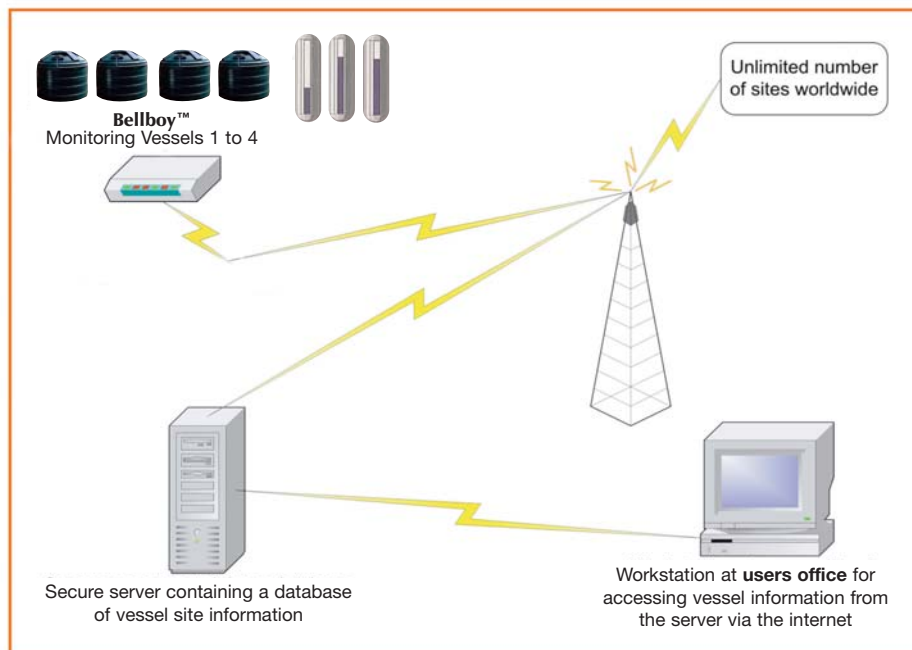 Bellboy™
Monitoring Vessels 1 to 4
Unlimited number
of sites worldwide
Secure server containing a database
of vessel site information
Workstation at users office for
accessing vessel information from
the server via the internet